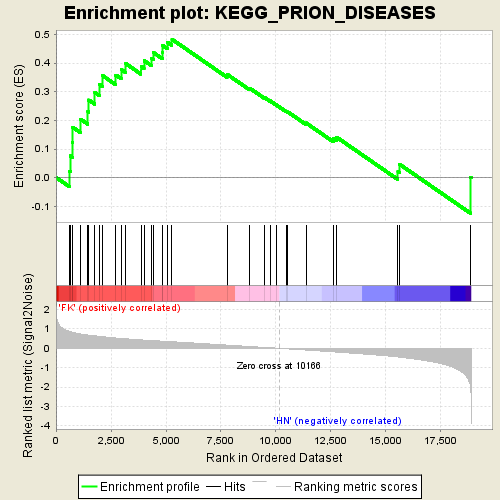 Enrichment plot: KEGG_PRION_DISEASES
Enrichment score (ES)
0.5
0.4
0.3
0.2
0.1
0.0
-0.1
'FK' (positively correlated)
Ranked list metric (Signal2Noise)
2
1
0
-1
-2
-3
-4
Zero cross at 10166
'HN' (negatively correlated)
0 2,500 5,000 7,500 10,000 12,500 15,000 17,500
Rank in Ordered Dataset
Enrichment profile Hits Ranking metric scores